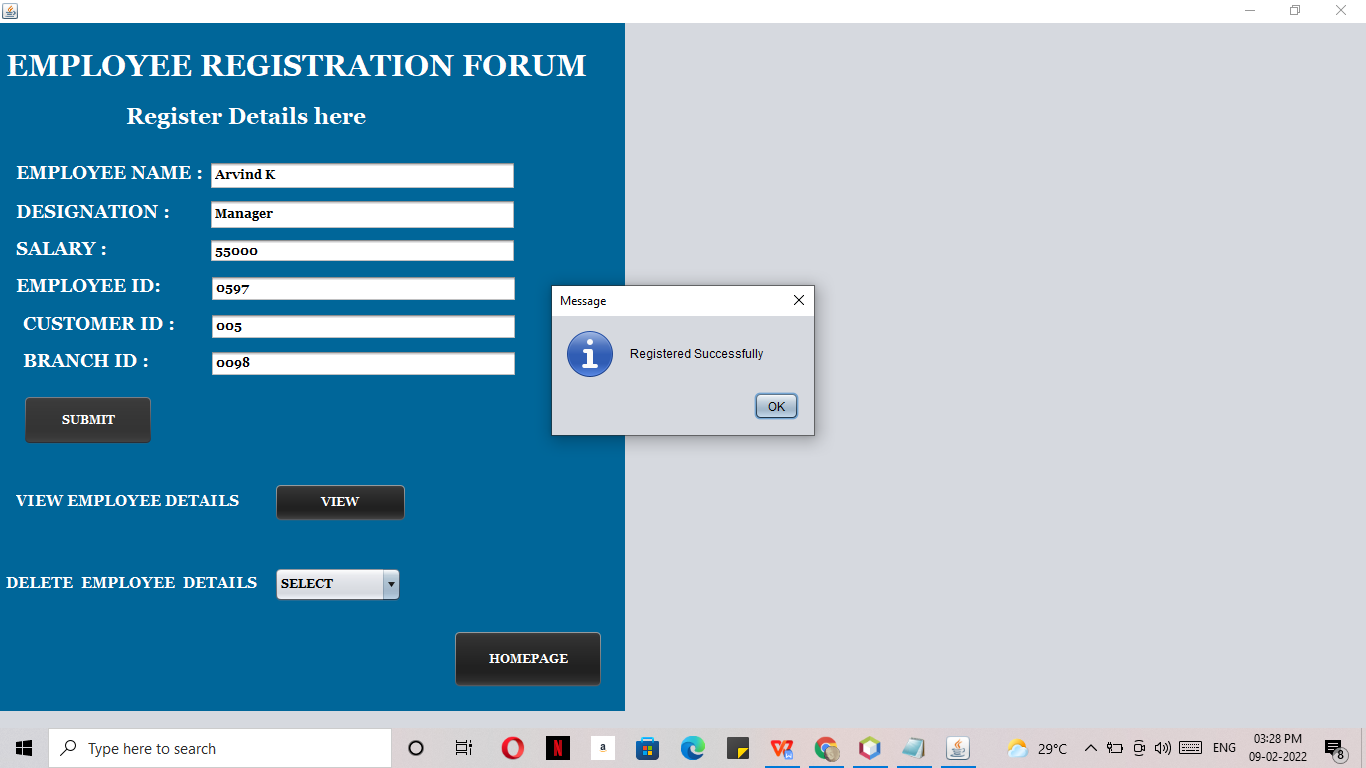 EMPLOYEE REGISTRATION FORUM
Register Details here
EMPLOYEE NAME : Arvind K
DESIGNATION : Manager
SALARY : 55000
EMPLOYEE ID: 0597
CUSTOMER ID : 005
BRANCH ID : 0098
SUBMIT
VIEW EMPLOYEE DETAILS VIEW
DELETE EMPLOYEE DETAILS SELECT
HOMEPAGE
Message
Registered Successfully
OK
Type here to search
N
a
W
29°C
ENG
03:28 PM
09-02-2022
8